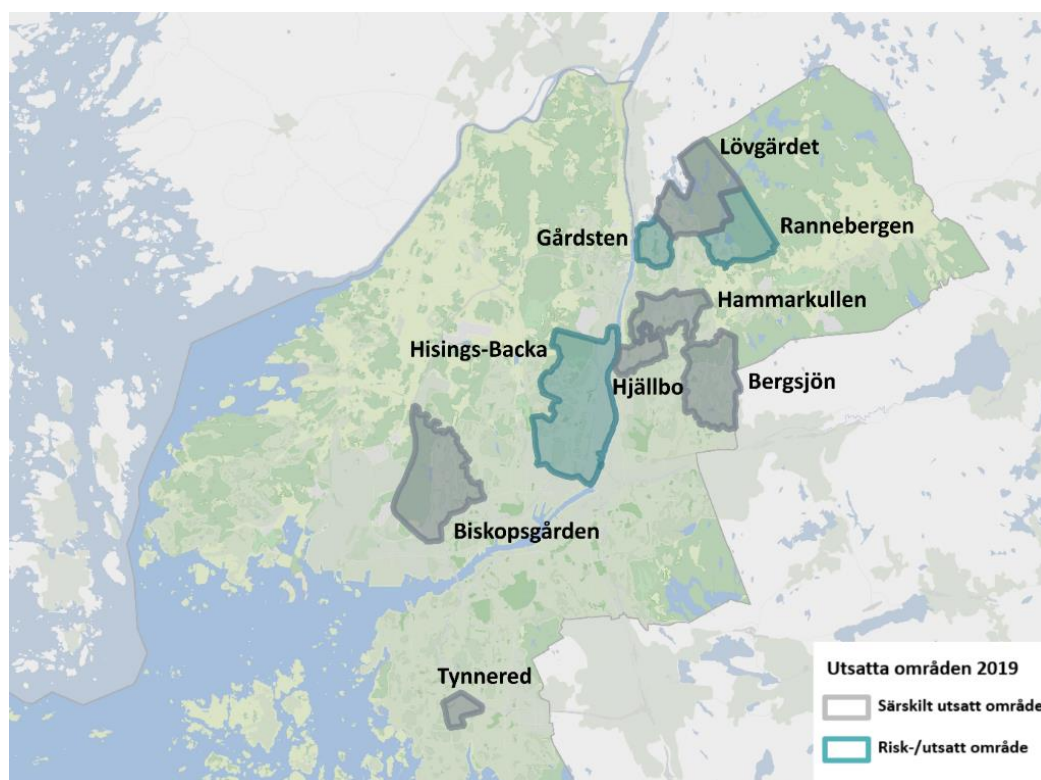 Lövgärdet
Gårdsten
Rannebergen
Hammarkullen
Hisings-Backa
Hjällbo
Bergsjön
Biskopsgården
Tynnered
Utsatta områden 2019
Särskilt utsatt område
Risk-/utsatt område